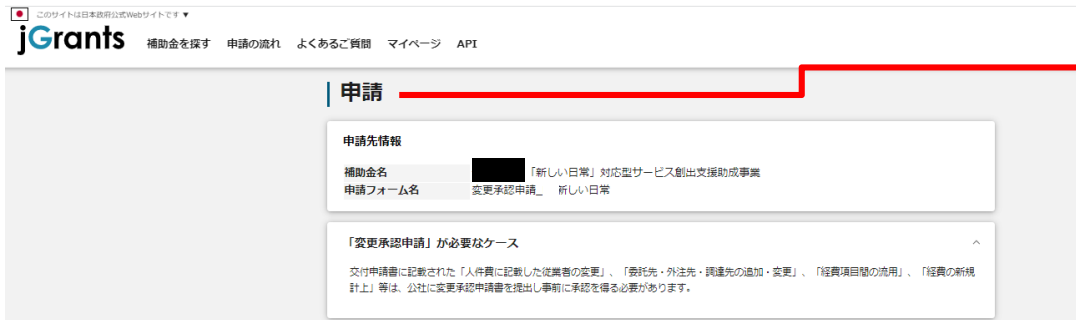 このサイトは日本政府公式Webサイトです ▼
jGrants 補助金を探す 申請の流れ よくあるご質問 マイページ API
申請
申請先情報
補助金名 「新しい日常」対応型サービス創出支援助成事業
申請フォーム名 変更承認申請_ 新しい日常
「変更承認申請」が必要なケース
交付申請書に記載された「人件費に記載した従業者の変更」、「委託先・外注先・調達先の追加・変更」、「経費項目間の流用」、「経費の新規
計上」等は、公社に変更承認申請書を提出し事前に承認を得る必要があります。